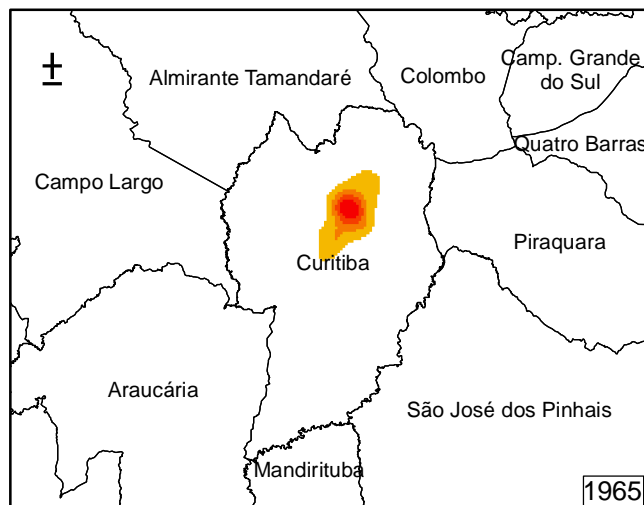 Almirante Tamandaré
Colombo
Camp. Grande
do Sul
Quatro Barras
Campo Largo
Piraquara
Curitiba
Araucária
São José dos Pinhais
Mandirituba
1965